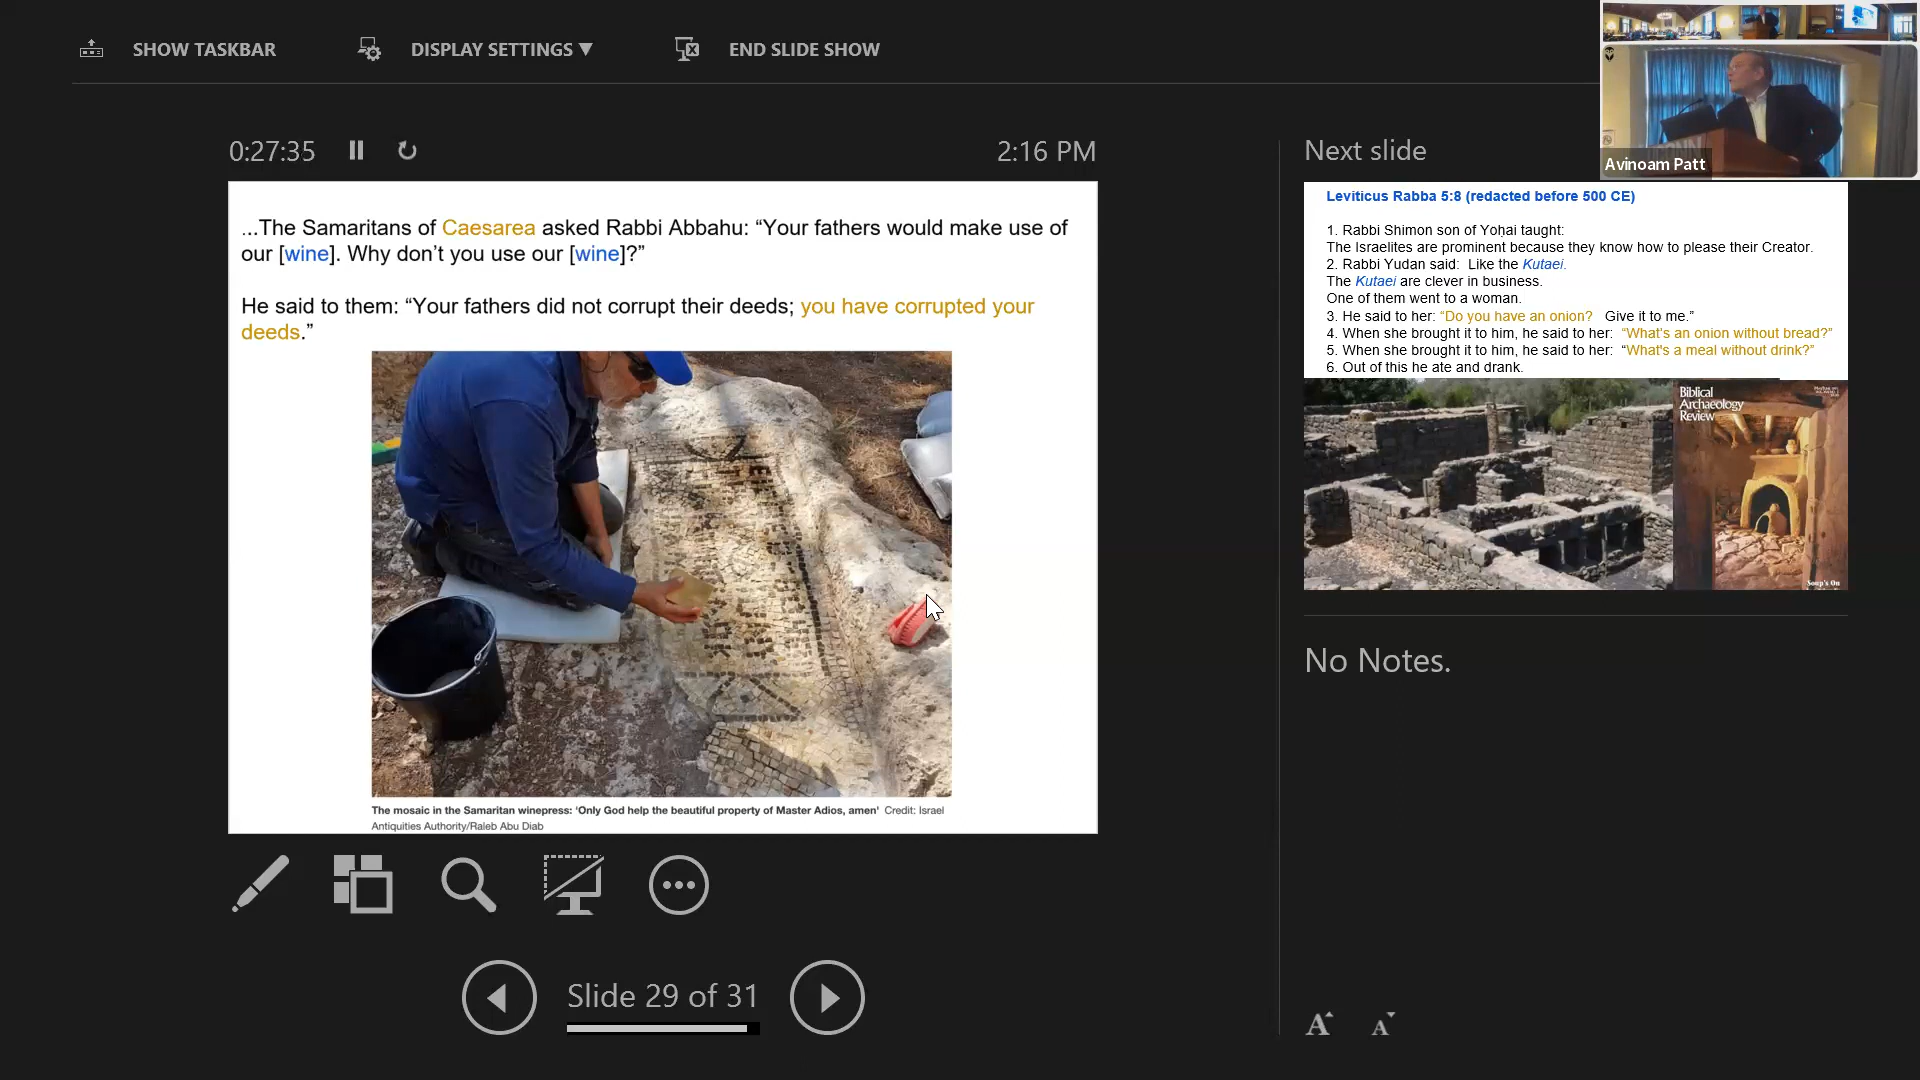 SHOW TASKBAR
DISPLAY SETTINGS ▼
END SLIDE SHOW
Avinoam Patt
0:27:35
2:16 PM
...The Samaritans of Caesarea asked Rabbi Abbahu: “Your fathers would make use of
our [wine]. Why don’t you use our [wine]?”
He said to them: “Your fathers did not corrupt their deeds; you have corrupted your
deeds.”
The mosaic in the Samaritan winepress: 'Only God help the beautiful property of Master Adios, amen' Credit: Israel
Antiquities Authority/Raleb Abu Diab
Slide 29 of 31
Next slide
Leviticus Rabba 5:8 (redacted before 500 CE)
1. Rabbi Shimon son of Yoḥai taught:
The Israelites are prominent because they know how to please their Creator.
2. Rabbi Yudan said: Like the Kutaei.
The Kutaei are clever in business.
One of them went to a woman.
3. He said to her: “Do you have an onion? Give it to me.”
4. When she brought it to him, he said to her: “What's an onion without bread?”
5. When she brought it to him, he said to her: “What's a meal without drink?”
6. Out of this he ate and drank.
Biblical
Archaeology
Review
Soup's On
No Notes.
A A